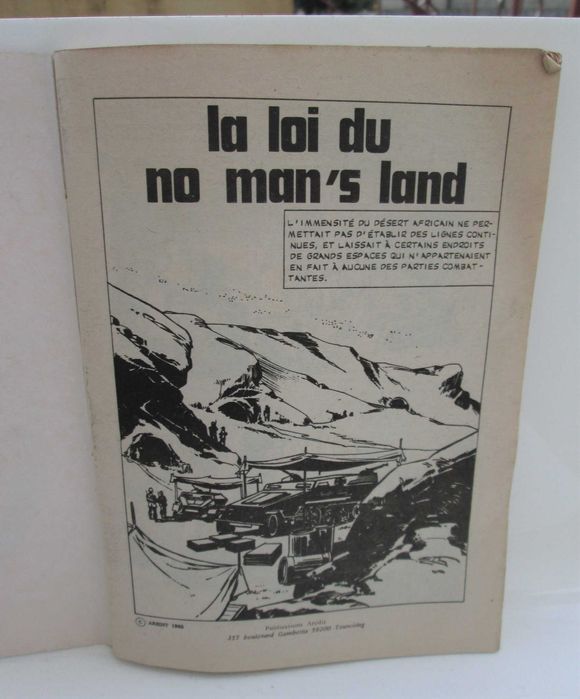 la loi du
no man's land
L'IMMENSITÉ DU DÉSERT AFRICAIN NE PER-
METTAIT PAS D'ÉTABLIR DES LIGNES CONTI-
NUES, ET LAISSAIT À CERTAINS ENDROITS
DE GRANDS ESPACES QUI N'APPARTENAIENT
EN FAIT À AUCUNE DES PARTIES COMBAT-
TANTES.
© AREDIT 1980
Publications Arédit
357 boulevard Gambetta 59200 Tourcoing